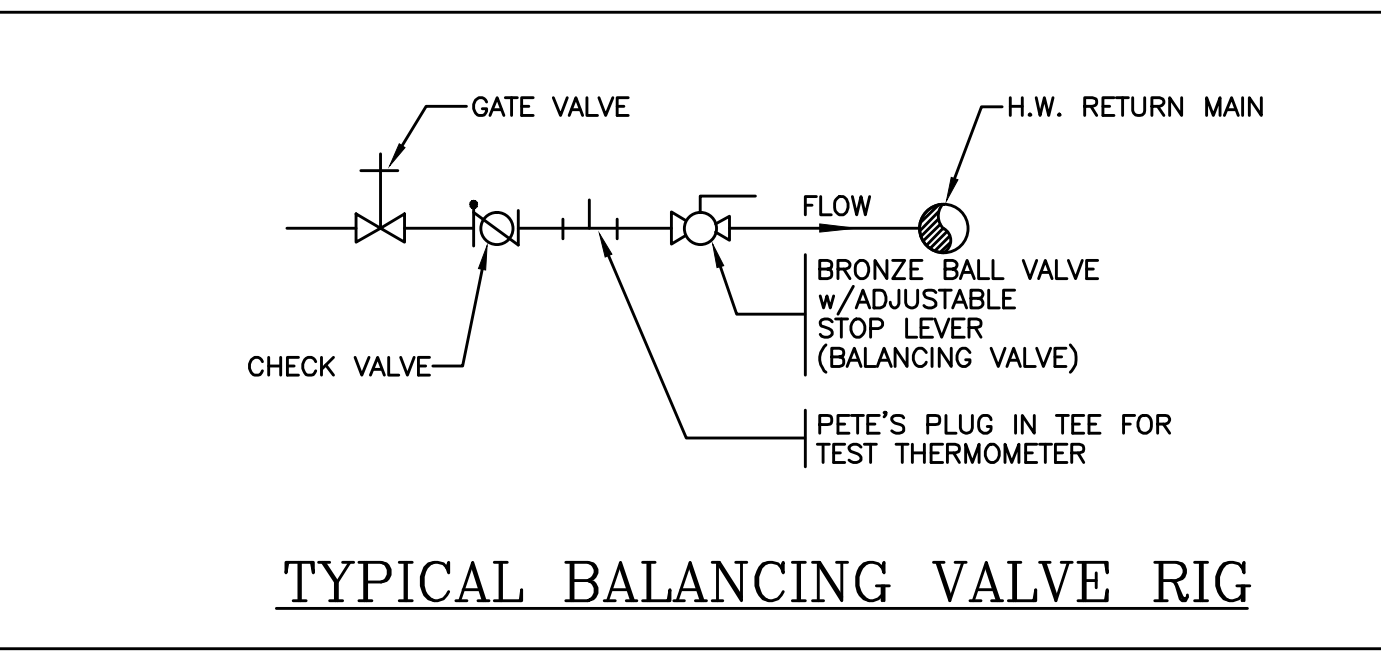 GATE VALVE
H.W. RETURN MAIN
FLOW
BRONZE BALL VALVE
w/ADJUSTABLE
STOP LEVER
(BALANCING VALVE)
CHECK VALVE
PETE'S PLUG IN TEE FOR
TEST THERMOMETER
TYPICAL BALANCING VALVE RIG